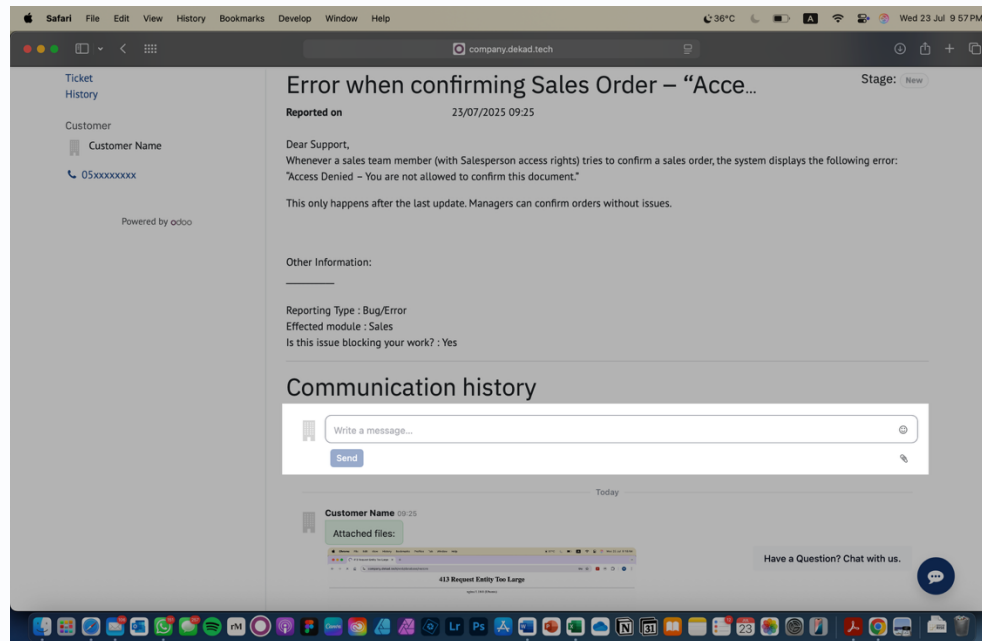 Safari File Edit View History Bookmarks Develop Window Help 36°C A Wed 23 Jul 9 57 PM
company.dekad.tech
Ticket
History
Customer
Customer Name
05xxxxxxxx
Powered by odoo
Error when confirming Sales Order – “Acce...
Stage: New
Reported on 23/07/2025 09:25
Dear Support,
Whenever a sales team member (with Salesperson access rights) tries to confirm a sales order, the system displays the following error:
“Access Denied – You are not allowed to confirm this document.”
This only happens after the last update. Managers can confirm orders without issues.
Other Information:
Reporting Type : Bug/Error
Effected module : Sales
Is this issue blocking your work? : Yes
Communication history
Write a message...
Send
Today
Customer Name 09:25
Attached files:
413 Request Entity Too Large
Have a Question? Chat with us.
rM Lr Ps N 31 23